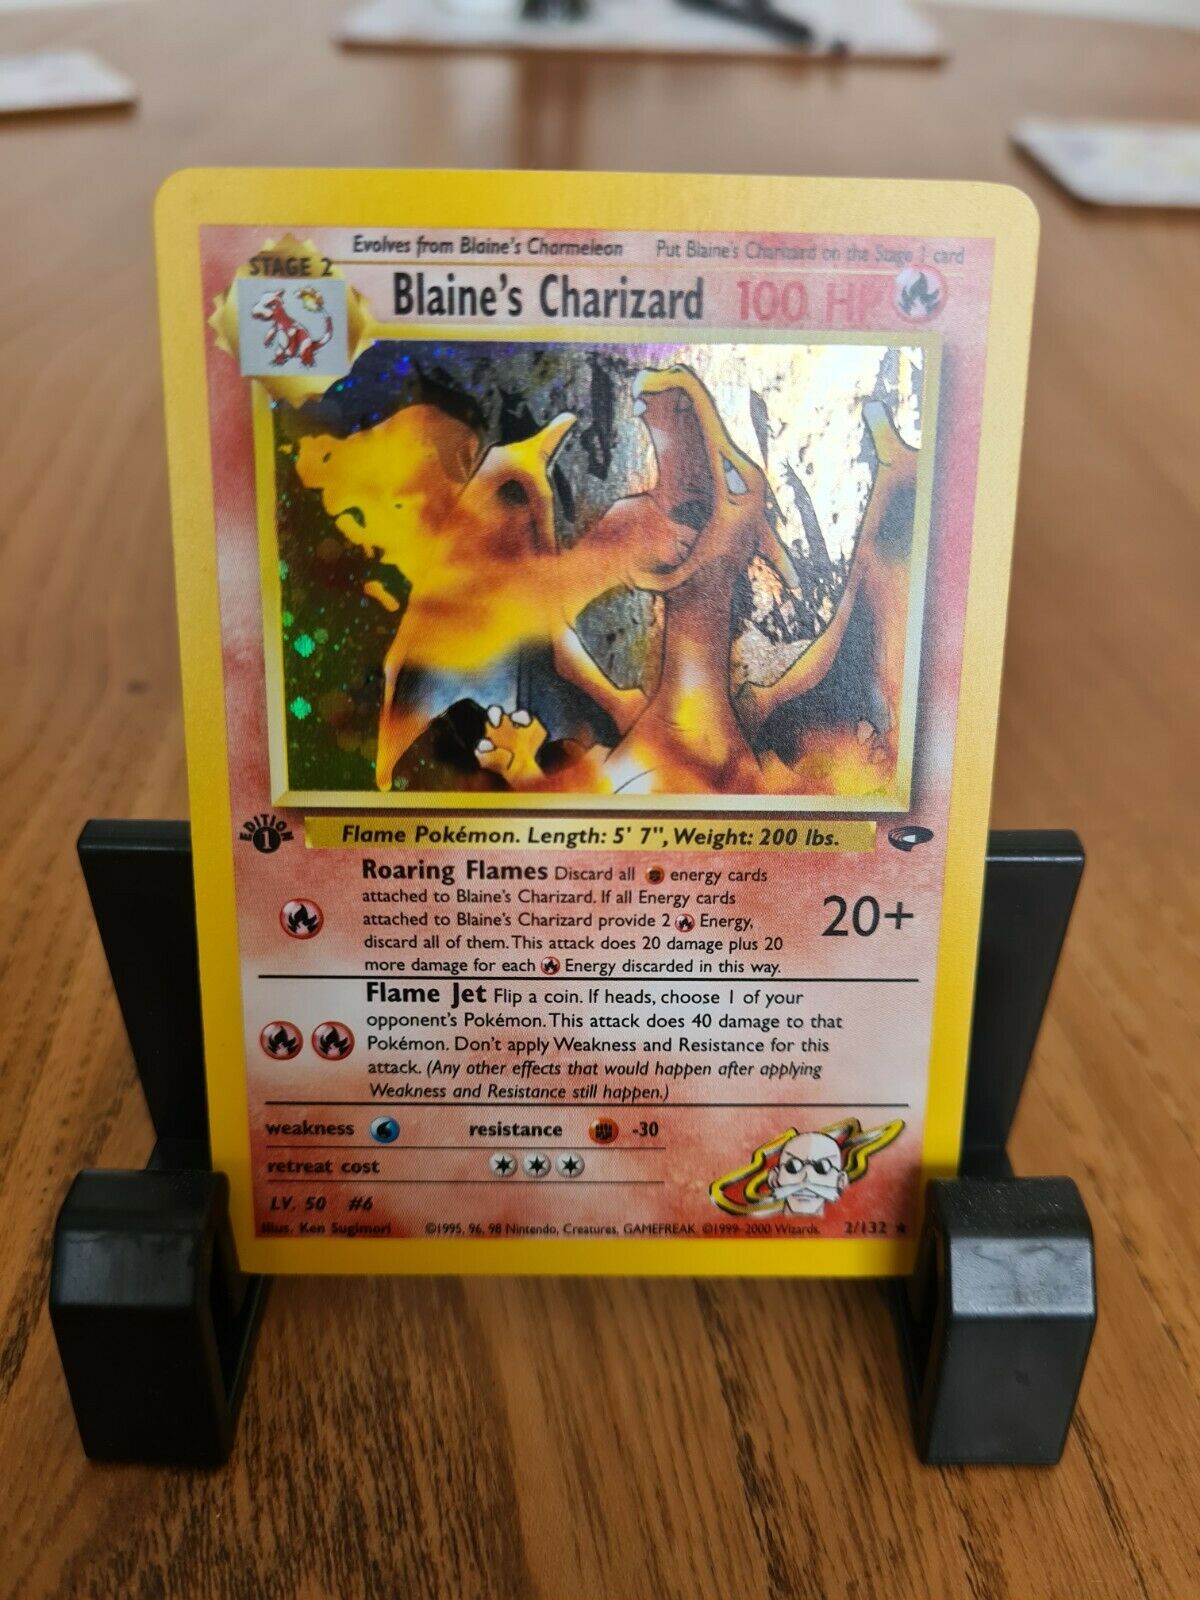 Evolves from Blaine's Charmeleon Put Blaine's Charizard on the Stage 1 card
STAGE 2
Blaine's Charizard 100 HP
EDITION
1
Flame Pokémon. Length: 5' 7", Weight: 200 lbs.
Roaring Flames Discard all energy cards
attached to Blaine's Charizard. If all Energy cards
attached to Blaine's Charizard provide 2 Energy,
discard all of them. This attack does 20 damage plus 20
more damage for each Energy discarded in this way.
20+
Flame Jet Flip a coin. If heads, choose 1 of your
opponent's Pokémon. This attack does 40 damage to that
Pokémon. Don't apply Weakness and Resistance for this
attack. (Any other effects that would happen after applying
Weakness and Resistance still happen.)
weakness resistance -30
retreat cost
LV. 50 #6
Illus. Ken Sugimori ©1995, 96, 98 Nintendo, Creatures, GAMEFREAK. ©1999-2000 Wizards. 2/132 ★